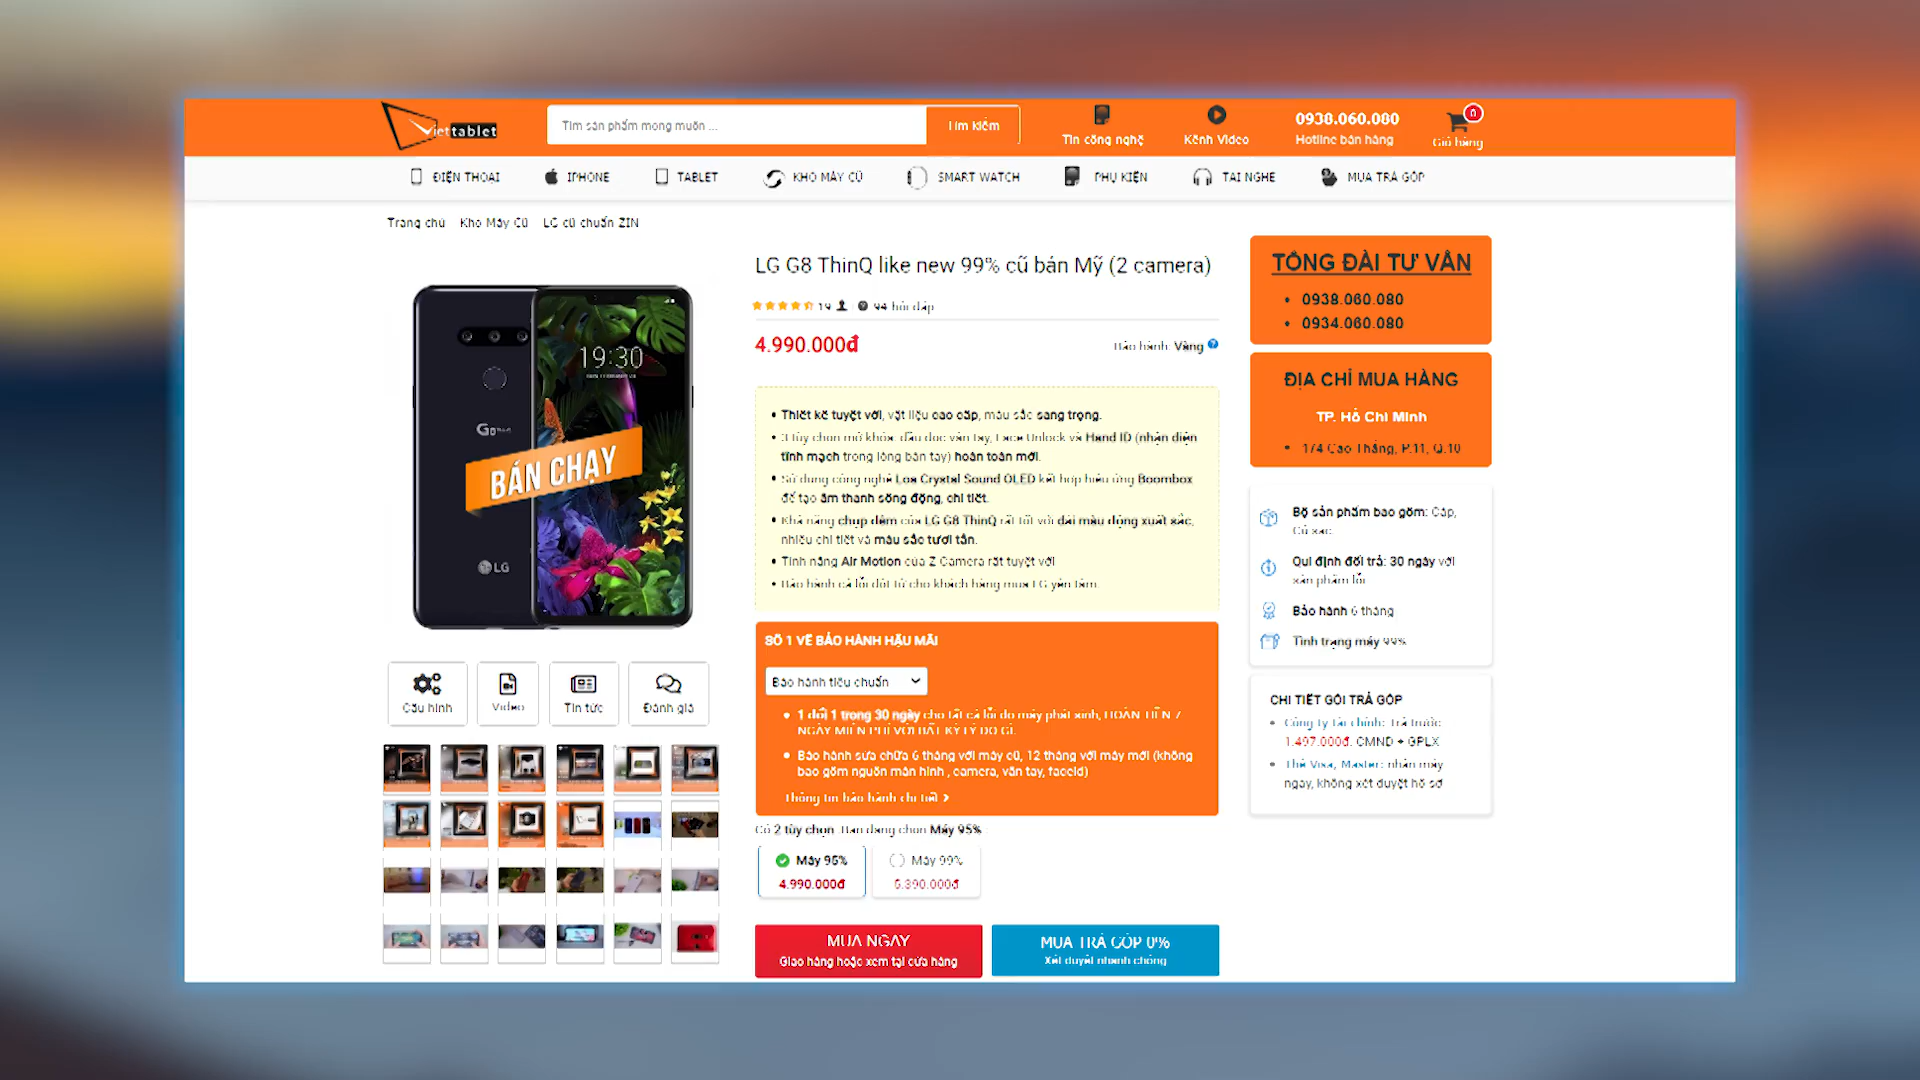 Viettablet
Tìm sản phẩm mong muốn ...
Tìm kiếm
Tin công nghệ
Kênh Video
0938.060.080
Hotline bán hàng
0
Giỏ hàng
ĐIỆN THOẠI
IPHONE
TABLET
KHO MÁY CŨ
SMART WATCH
PHỤ KIỆN
TAI NGHE
MUA TRẢ GÓP
Trang chủ Kho Máy Cũ LG cũ chuẩn ZIN
LG G8 ThinQ like new 99% cũ bản Mỹ (2 camera)
19 94 hỏi đáp
4.990.000đ
Bảo hành: Vàng
19:30
G8
BÁN CHẠY
LG
Thiết kế tuyệt vời, vật liệu cao cấp, màu sắc sang trọng.
3 tùy chọn mở khóa: đầu đọc vân tay, Face Unlock và Hand ID (nhận diện
tĩnh mạch trong lòng bàn tay) hoàn toàn mới.
Sử dụng công nghệ Loa Crystal Sound OLED kết hợp hiệu ứng Boombox
để tạo âm thanh sống động, chi tiết.
Khả năng chụp đêm của LG G8 ThinQ rất tốt với dải màu động xuất sắc,
nhiều chi tiết và màu sắc tươi tắn.
Tính năng Air Motion của Z Camera rất tuyệt vời
Bảo hành cả lỗi đột tử cho khách hàng mua LG yên tâm.
SỐ 1 VỀ BẢO HÀNH HẬU MÃI
Bảo hành tiêu chuẩn
1 đổi 1 trong 30 ngày cho tất cả lỗi do máy phát sinh, HOÀN TIỀN 7
NGÀY MIỄN PHÍ VỚI BẤT KỲ LÝ DO GÌ.
Bảo hành sửa chữa 6 tháng với máy cũ, 12 tháng với máy mới (không
bao gồm nguồn màn hình , camera, vân tay, faceid)
Thông tin bảo hành chi tiết
Có 2 tùy chọn. Bạn đang chọn Máy 95%
Máy 95%
4.990.000đ
Máy 99%
5.390.000đ
MUA NGAY
Giao hàng hoặc xem tại cửa hàng
MUA TRẢ GÓP 0%
Xét duyệt nhanh chóng
Cấu hình
Video
Tin tức
Đánh giá
TỔNG ĐÀI TƯ VẤN
0938.060.080
0934.060.080
ĐỊA CHỈ MUA HÀNG
TP. Hồ Chí Minh
174 Cao Thắng, P.11, Q.10
Bộ sản phẩm bao gồm: Cáp,
Củ sạc
Qui định đổi trả: 30 ngày với
sản phẩm lỗi
Bảo hành 6 tháng
Tình trạng máy 99%
CHI TIẾT GÓI TRẢ GÓP
Công ty tài chính: Trả trước
1.497.000đ. CMND + GPLX
Thẻ Visa, Master: nhận máy
ngay, không xét duyệt hồ sơ